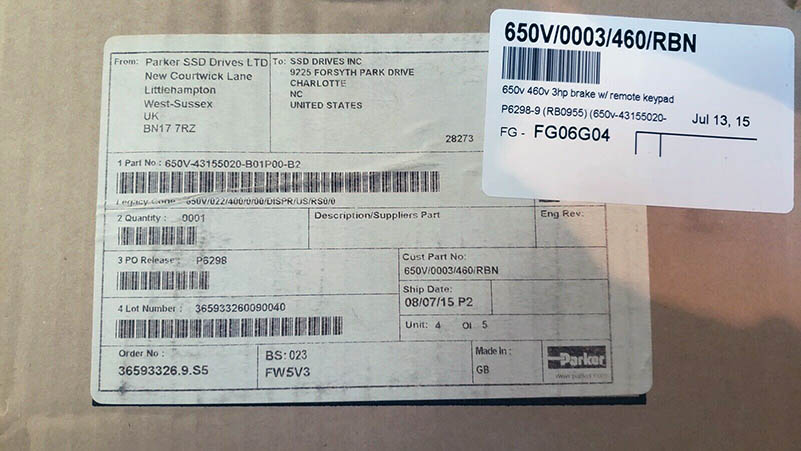 From: Parker SSD Drives LTD
New Courtwick Lane
Littlehampton
West-Sussex
UK
BN17 7RZ
To: SSD DRIVES INC
9225 FORSYTH PARK DRIVE
CHARLOTTE
NC
UNITED STATES
28273
650V/0003/460/RBN
650v 460v 3hp brake w/ remote keypad
P6298-9 (RB0955) (650v-43155020-
Jul 13, 15
FG - FG06G04
1 Part No : 650V-43155020-B01P00-B2
Legacy Code : 650V/022/400/0/00/DISPR/US/RS0/0
2 Quantity : 0001
Description/Suppliers Part
Eng Rev:
3 PO Release : P6298
Cust Part No:
650V/0003/460/RBN
Ship Date:
08/07/15 P2
4 Lot Number : 365933260090040
Unit: 4 Of 5
Order No :
36593326.9.S5
BS: 023
FW5V3
Made in :
GB
Parker